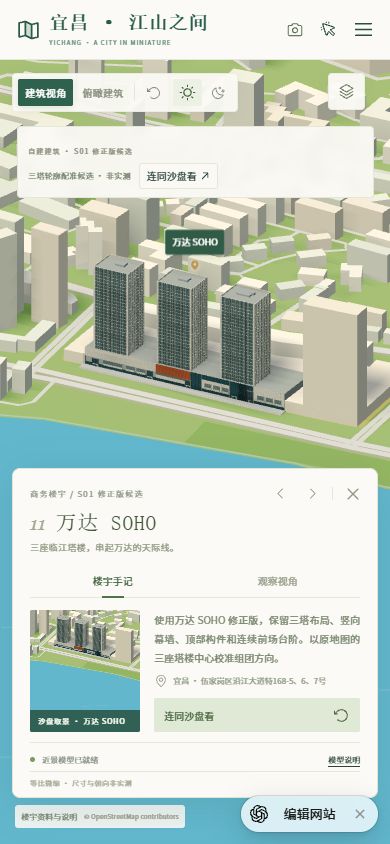 宜昌 • 江山之间
YICHANG • A CITY IN MINIATURE
建筑视角 俯瞰建筑
自建建筑 • S01 修正版候选
三塔轮廓配准候选 • 非实测 连同沙盘看
万达 SOHO
商务楼宇 / S01 修正版候选
11 万达 SOHO
三座临江塔楼，串起万达的天际线。
楼宇手记 观察视角
使用万达 SOHO 修正版，保留三塔布局、竖向
幕墙、顶部构件和连续前场台阶。以原地图的
三座塔楼中心校准组团方向。
宜昌 • 伍家岗区沿江大道特168-5、6、7号
沙盘取景 • 万达 SOHO
连同沙盘看
近景模型已就绪 模型说明
等比微缩 • 尺寸与朝向非实测
楼宇资料与说明 © OpenStreetMap contributors
编辑网站